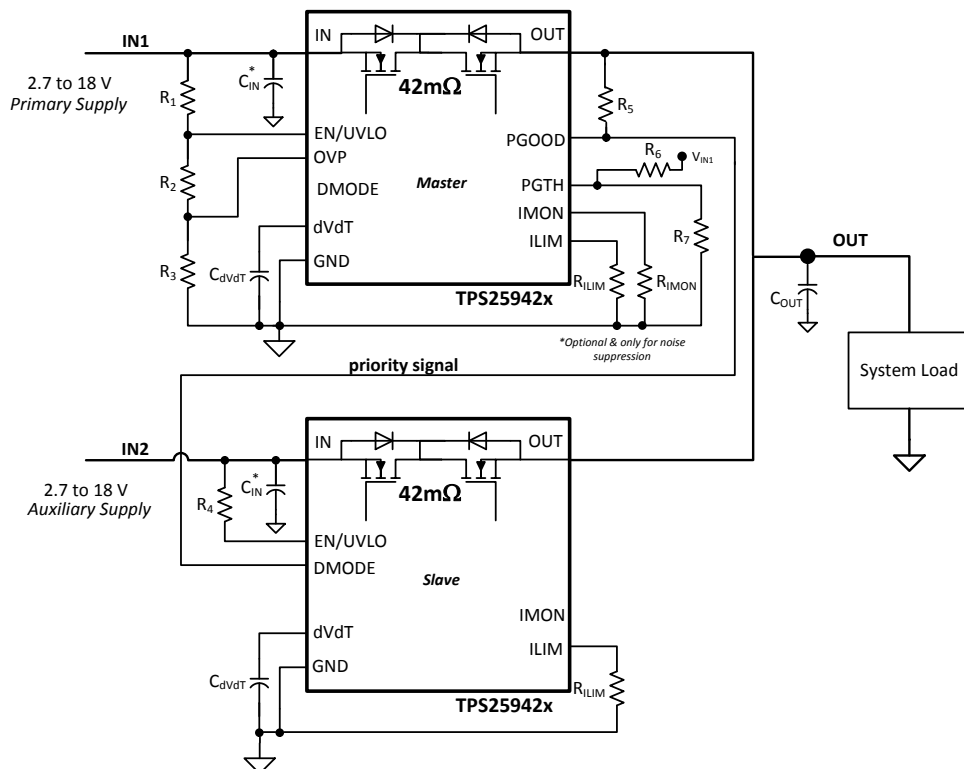 IN1
2.7 to 18 V
Primary Supply
R1
CIN*
R2
R3
IN
OUT
42mΩ
EN/UVLO
OVP
DMODE
Master
PGOOD
PGTH
IMON
ILIM
dVdT
GND
CdVdT
TPS25942x
R5
R6
VIN1
R7
RILIM
RIMON
*Optional & only for noise
suppression
OUT
COUT
System Load
priority signal
IN2
2.7 to 18 V
Auxiliary Supply
R4
CIN*
IN
OUT
42mΩ
EN/UVLO
DMODE
Slave
IMON
ILIM
dVdT
GND
CdVdT
RILIM
TPS25942x